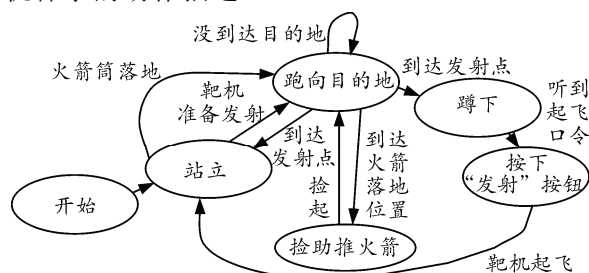 没到达目的地
火箭筒落地
跑向目的地
到达发射点
靶机
准备发射
听到
起飞
口令
蹲下
到达
发射点
到达
火箭
落地
位置
站立
捡
起
按下
“发射”按钮
开始
捡助推火箭
靶机起飞